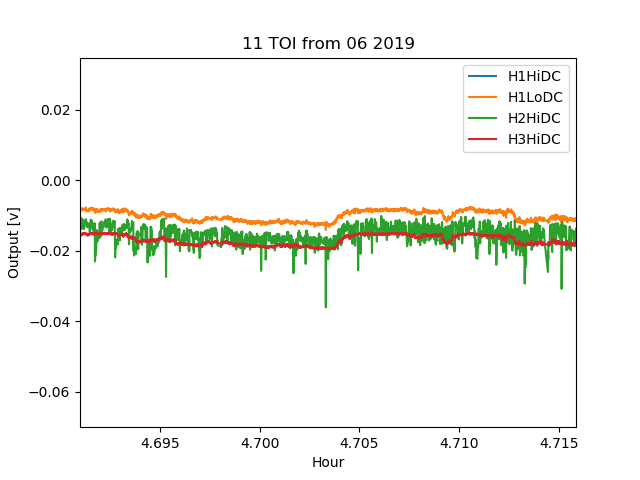 11 TOI from 06 2019
H1HiDC
H1LoDC
H2HiDC
H3HiDC
Output [v]
0.02
0.00
−0.02
−0.04
−0.06
4.695 4.700 4.705 4.710 4.715
Hour